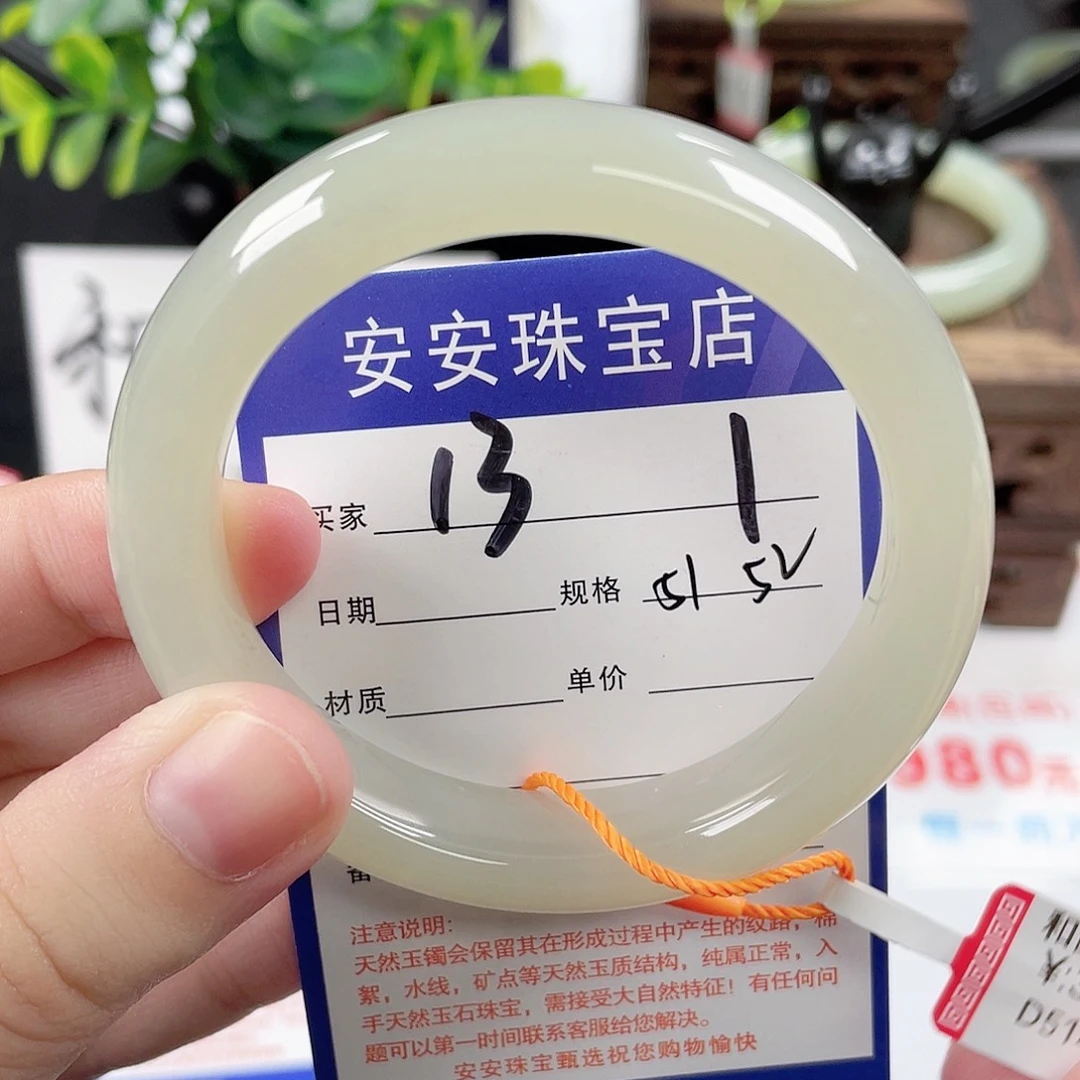 安安珠宝店
买家 13 1
日期 规格 51 52
材质 单价
注意说明:
天然玉镯会保留其在形成过程中产生的纹路,棉
絮,水线,矿点等天然玉质结构,纯属正常,入
手天然玉石珠宝,需接受大自然特征!有任何问
题可以第一时间联系客服给您解决。
安安珠宝甄选祝您购物愉快
980元
D51